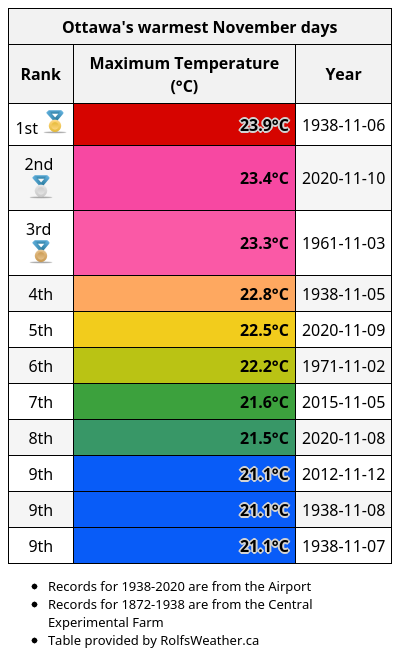 Ottawa's warmest November days
Rank Maximum Temperature (°C) Year
1st 23.9°C 1938-11-06
2nd 23.4°C 2020-11-10
3rd 23.3°C 1961-11-03
4th 22.8°C 1938-11-05
5th 22.5°C 2020-11-09
6th 22.2°C 1971-11-02
7th 21.6°C 2015-11-05
8th 21.5°C 2020-11-08
9th 21.1°C 2012-11-12
9th 21.1°C 1938-11-08
9th 21.1°C 1938-11-07
• Records for 1938-2020 are from the Airport
• Records for 1872-1938 are from the Central
Experimental Farm
• Table provided by RolfsWeather.ca